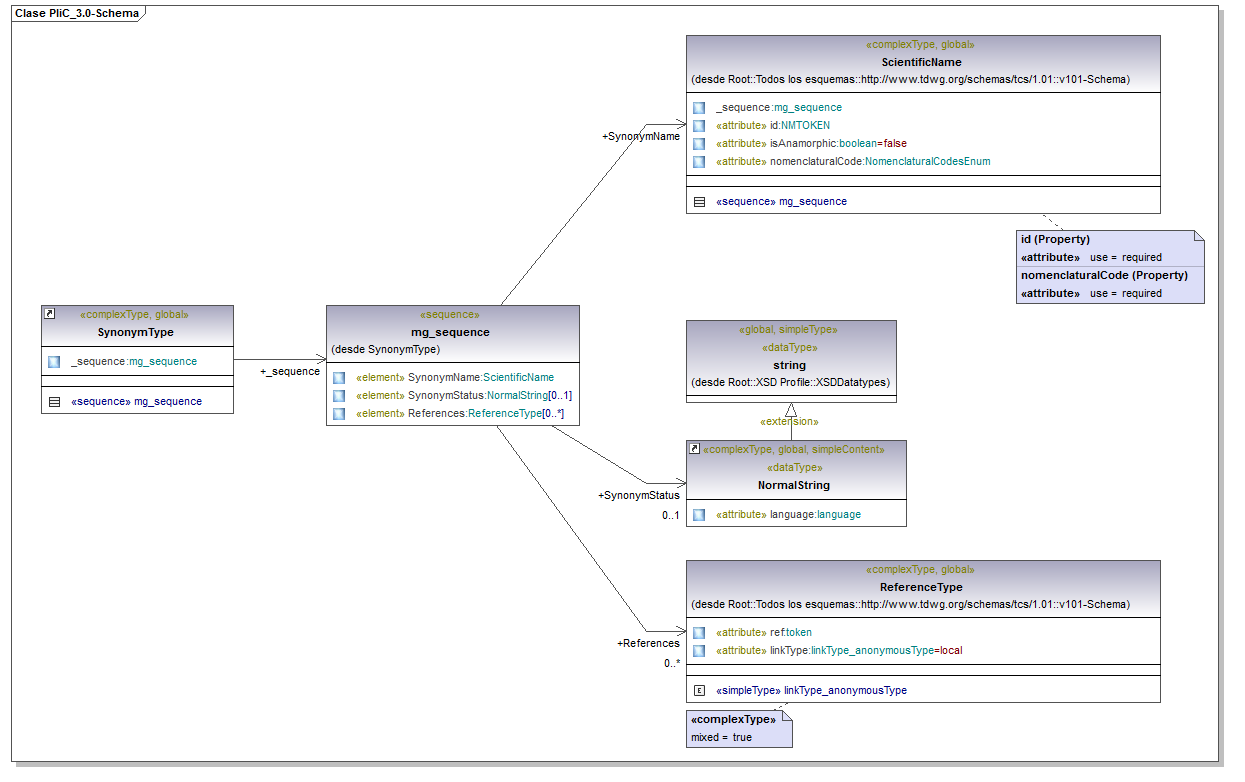 Clase PliC_3.0-Schema
«complexType, global»
ScientificName
(desde Root::Todos los esquemas::http://www.tdwg.org/schemas/tcs/1.01::v101-Schema)
_sequence:mg_sequence
«attribute» id:NMTOKEN
«attribute» isAnamorphic:boolean=false
«attribute» nomenclaturalCode:NomenclaturalCodesEnum
«sequence» mg_sequence
+SynonymName
id (Property)
«attribute» use = required
nomenclaturalCode (Property)
«attribute» use = required
«complexType, global»
SynonymType
_sequence:mg_sequence
«sequence» mg_sequence
+_sequence
«sequence»
mg_sequence
(desde SynonymType)
«element» SynonymName:ScientificName
«element» SynonymStatus:NormalString[0..1]
«element» References:ReferenceType[0..*]
«global, simpleType»
«dataType»
string
(desde Root::XSD Profile::XSDDatatypes)
«extension»
«complexType, global, simpleContent»
«dataType»
NormalString
«attribute» language:language
+SynonymStatus
0..1
«complexType, global»
ReferenceType
(desde Root::Todos los esquemas::http://www.tdwg.org/schemas/tcs/1.01::v101-Schema)
«attribute» ref:token
«attribute» linkType:linkType_anonymousType=local
«simpleType» linkType_anonymousType
+References
0..*
«complexType»
mixed = true